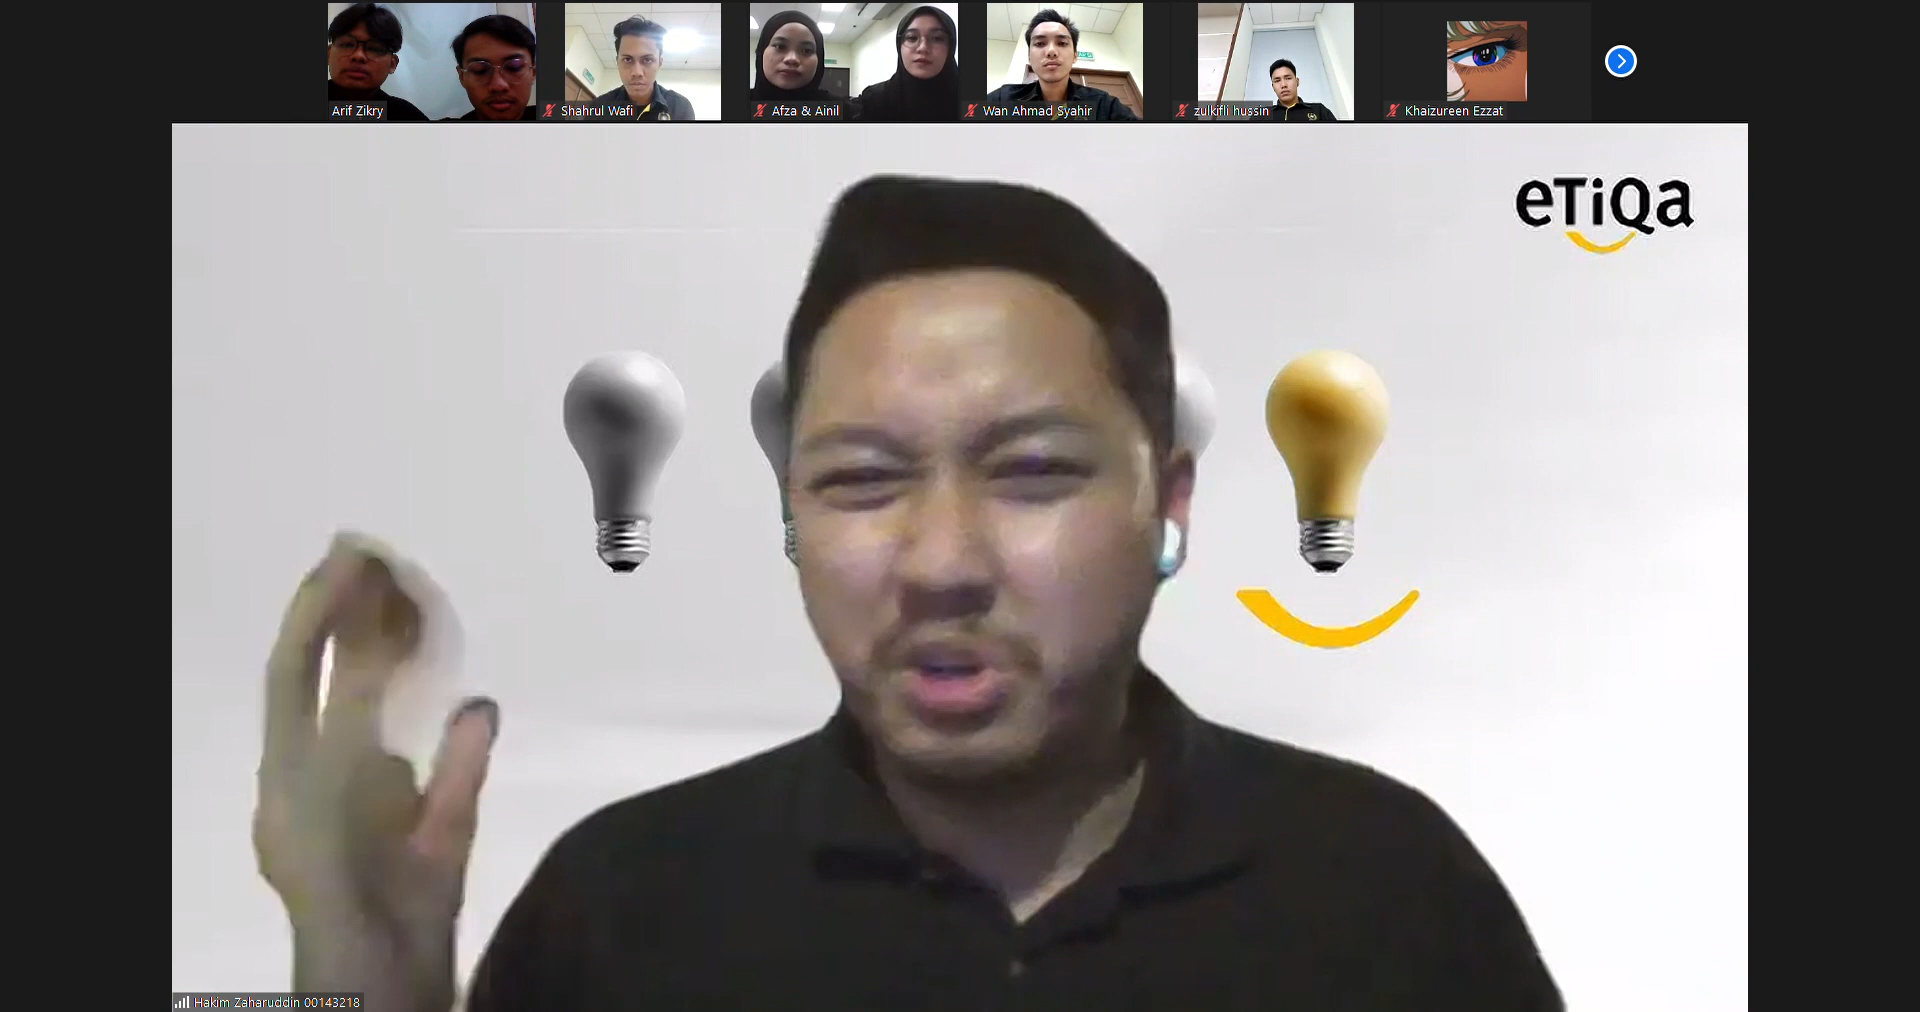 Arif Zikry
Shahrul Wafi
Afza & Ainil
Wan Ahmad Syahir
zulkifli hussin
Khaizureen Ezzat
eTiQa
Hakim Zaharuddin 00143218